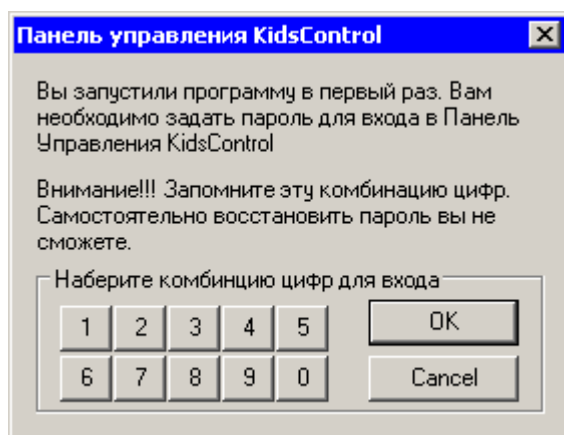 Панель управления KidsControl
Вы запустили программу в первый раз. Вам
необходимо задать пароль для входа в Панель
Управления KidsControl
Внимание!!! Запомните эту комбинацию цифр.
Самостоятельно восстановить пароль вы не
сможете.
Наберите комбинцию цифр для входа
1 2 3 4 5 OK
6 7 8 9 0 Cancel